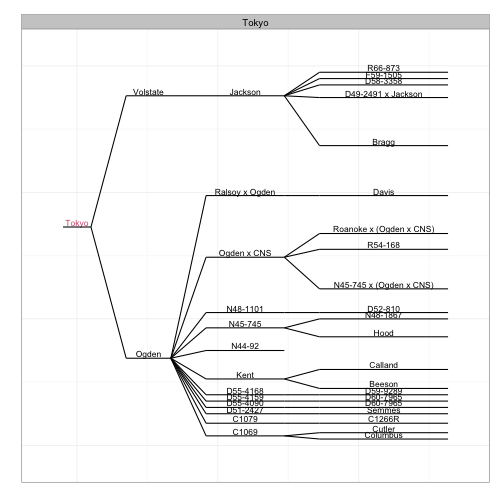 Tokyo
R66-873
F59-1505
D58-3358
Volstate Jackson D49-2491 x Jackson
Bragg
Ralsoy x Ogden Davis
Tokyo
Roanoke x (Ogden x CNS)
R54-168
Ogden x CNS
N45-745 x (Ogden x CNS)
N48-1101 D52-810
N48-1867
N45-745
Hood
N44-92
Ogden
Calland
Kent
Beeson
D55-4168 D59-9289
D55-4159 D60-7965
D55-4090 D60-7965
D51-2427 Semmes
C1079 C1266R
C1069 Cutler
Columbus